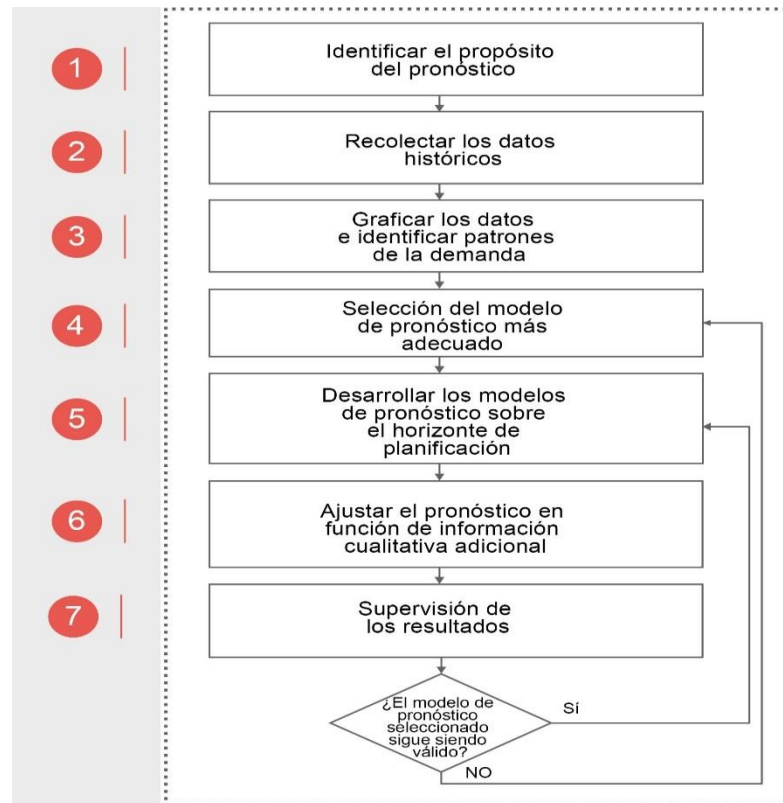 1
Identificar el propósito
del pronóstico
2
Recolectar los datos
históricos
3
Graficar los datos
e identificar patrones
de la demanda
4
Selección del modelo
de pronóstico más
adecuado
5
Desarrollar los modelos
de pronóstico sobre
el horizonte de
planificación
6
Ajustar el pronóstico en
función de información
cualitativa adicional
7
Supervisión de
los resultados
¿El modelo de
pronóstico
seleccionado
sigue siendo
válido?
Sí
NO